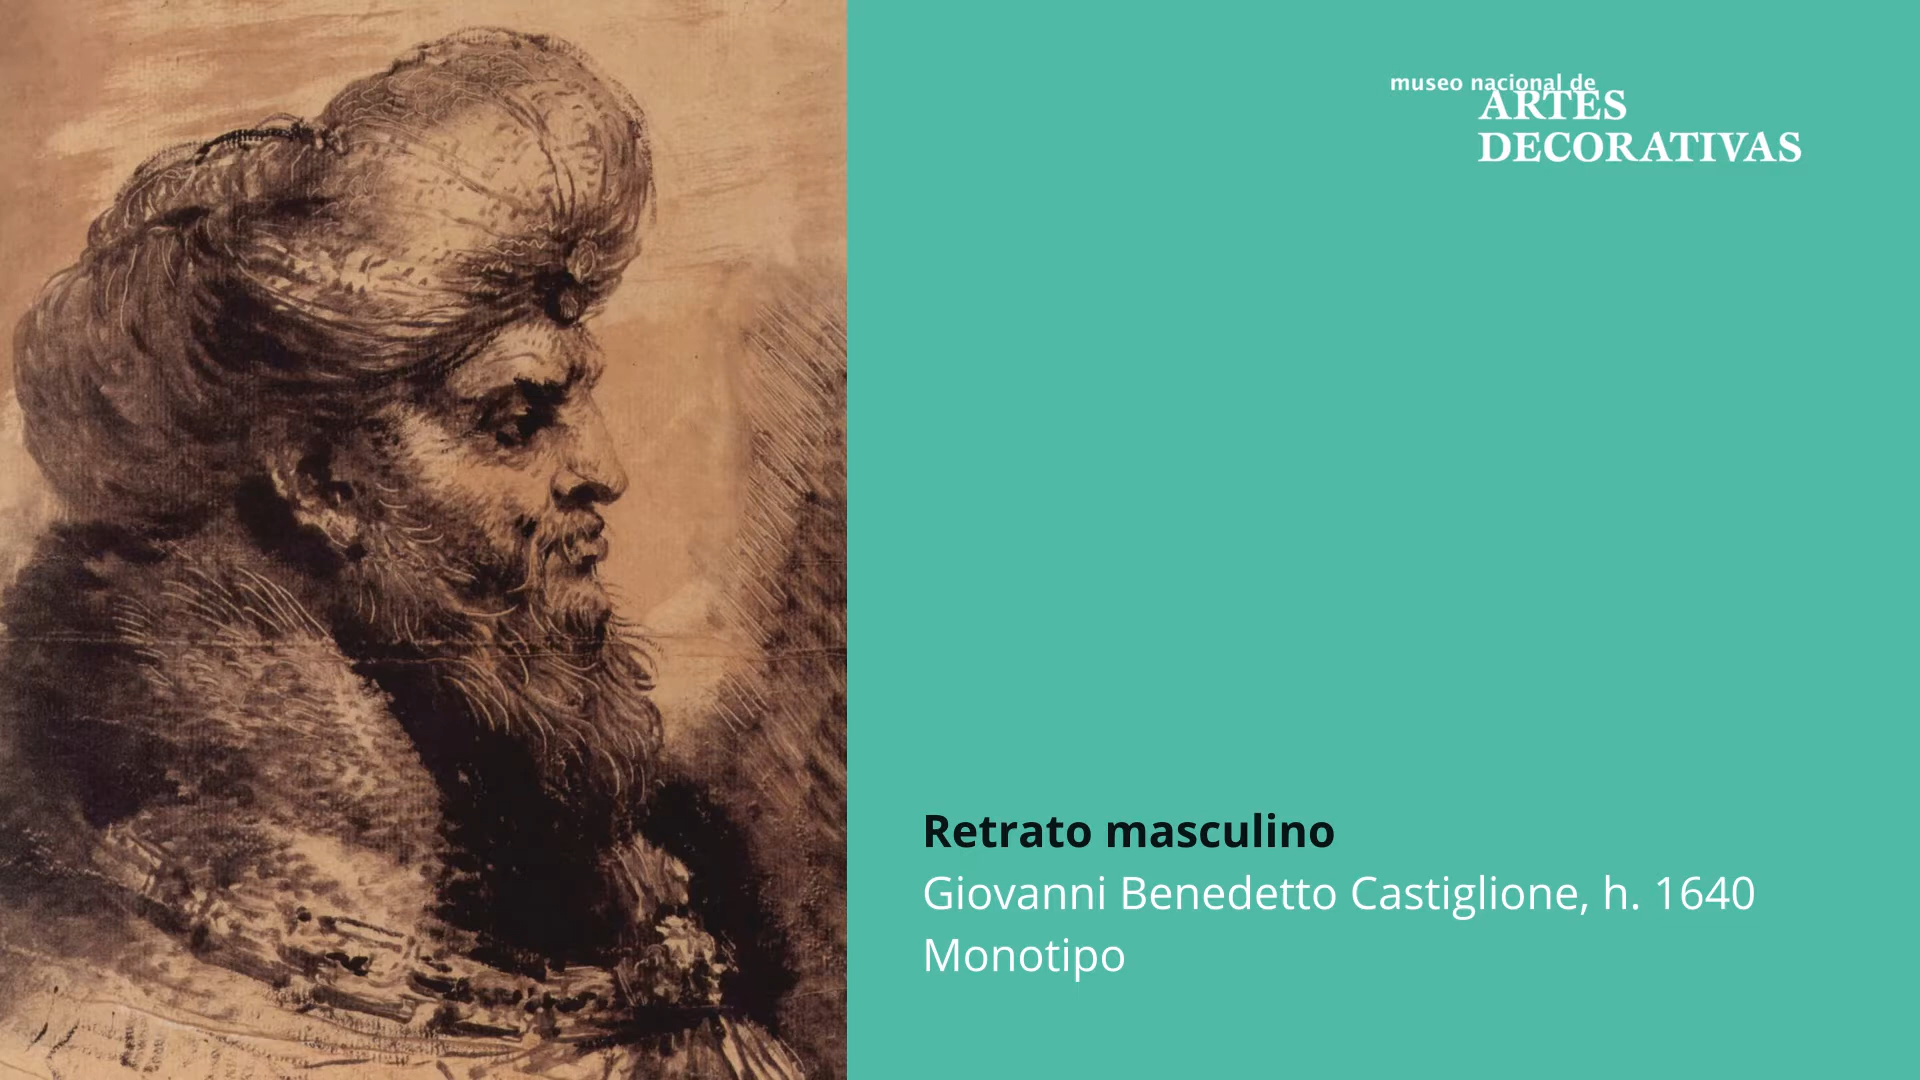 museo nacional de
ARTES
DECORATIVAS
Retrato masculino
Giovanni Benedetto Castiglione, h. 1640
Monotipo